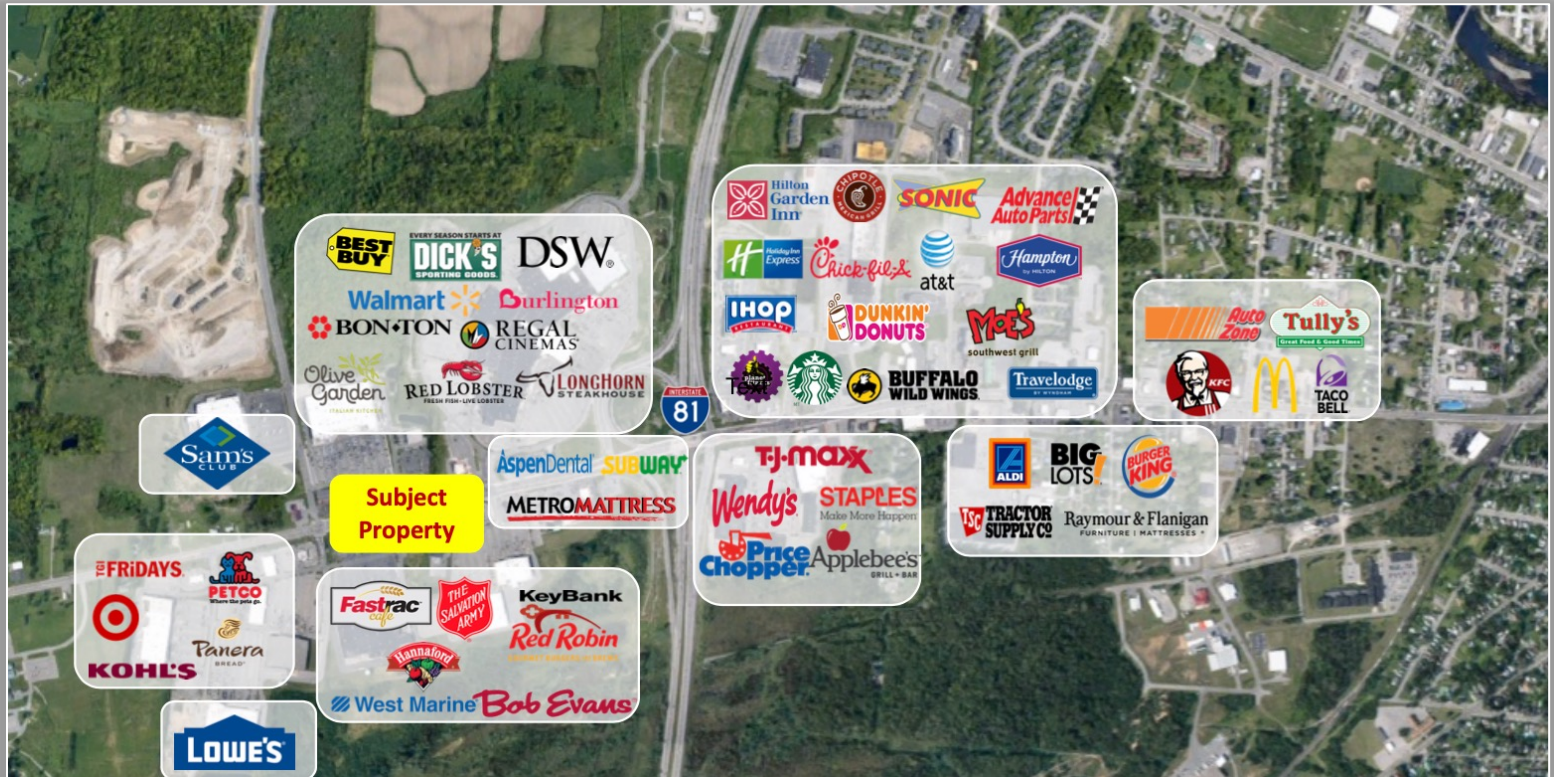 Hilton
Garden
Inn
CHIPOTLE
MEXICAN GRILL
SONIC
Advance
Auto Parts
Holiday Inn
Express
Chick-fil-A
at&t
Hampton
by HILTON
IHOP
RESTAURANT
DUNKIN'
DONUTS
MOE'S
southwest grill
planet
BUFFALO
WILD WINGS
Travelodge
BY WYNDHAM
BEST
BUY
EVERY SEASON STARTS AT
DICK'S
SPORTING GOODS.
DSW®
Walmart
Burlington
BON•TON
REGAL
CINEMAS
Olive
Garden
ITALIAN KITCHEN
RED LOBSTER
FRESH FISH • LIVE LOBSTER
LONGHORN
STEAKHOUSE
INTERSTATE
81
Auto
Zone
Tully's
Great Food & Good Times
KFC
TACO
BELL
Sam's
CLUB
Subject
Property
AspenDental
SUBWAY
METROMATTRESS
T•J•maxx
Wendy's
STAPLES
Make More Happen
Price
Chopper
Applebee's
GRILL + BAR
ALDI
BIG
LOTS!
BURGER
KING
TSC TRACTOR
SUPPLY CO
Raymour & Flanigan
FURNITURE | MATTRESSES
TGI FRiDAYS
PETCO
Where the pets go.
Panera
BREAD
KOHL'S
Fastrac
cafe
THE
SALVATION
ARMY
KeyBank
Red Robin
Hannaford
West Marine
Bob Evans
LOWE'S